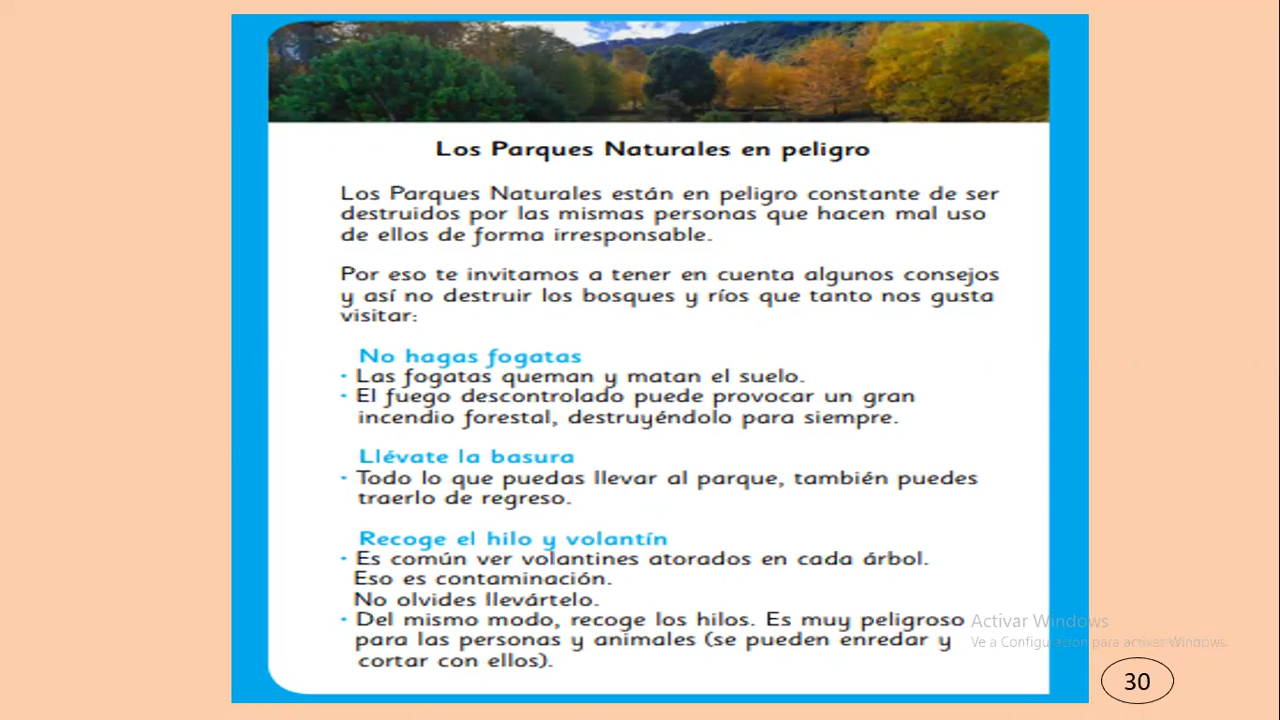 Los Parques Naturales en peligro
Los Parques Naturales están en peligro constante de ser
destruidos por las mismas personas que hacen mal uso
de ellos de forma irresponsable.
Por eso te invitamos a tener en cuenta algunos consejos
y así no destruir los bosques y ríos que tanto nos gusta
visitar:
No hagas fogatas
• Las fogatas queman y matan el suelo.
• El fuego descontrolado puede provocar un gran
incendio forestal, destruyéndolo para siempre.
Llévate la basura
• Todo lo que puedas llevar al parque, también puedes
traerlo de regreso.
Recoge el hilo y volantín
• Es común ver volantines atorados en cada árbol.
Eso es contaminación.
No olvides llevártelo.
• Del mismo modo, recoge los hilos. Es muy peligroso
para las personas y animales (se pueden enredar y
cortar con ellos).
Activar Windows
Ve a Configuración para activar Windows.
30